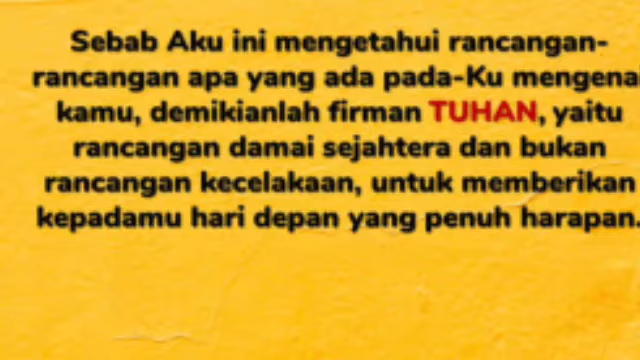 Sebab Aku ini mengetahui rancangan-
rancangan apa yang ada pada-Ku mengenai
kamu, demikianlah firman TUHAN, yaitu
rancangan damai sejahtera dan bukan
rancangan kecelakaan, untuk memberikan
kepadamu hari depan yang penuh harapan.